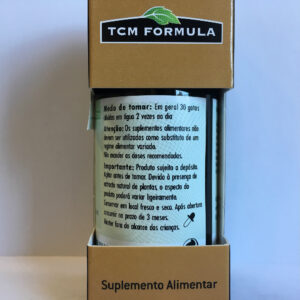 TCM FORMULA
Modo de tomar: Em geral 30 gotas
diluídas em água 2 vezes ao dia
Atenção: Os suplementos alimentares não
devem ser utilizados como substituto de um
regime alimentar variado.
Não exceder as doses recomendadas.
Importante: Produto sujeito a depósito.
Agitar antes de tomar. Devido à presença de
extrato natural de plantas, o aspecto do
produto poderá variar ligeiramente.
Conservar em local fresco e seco. Após abertura
consumir no prazo de 3 meses.
Manter fora do alcance das crianças.
Suplemento Alimentar